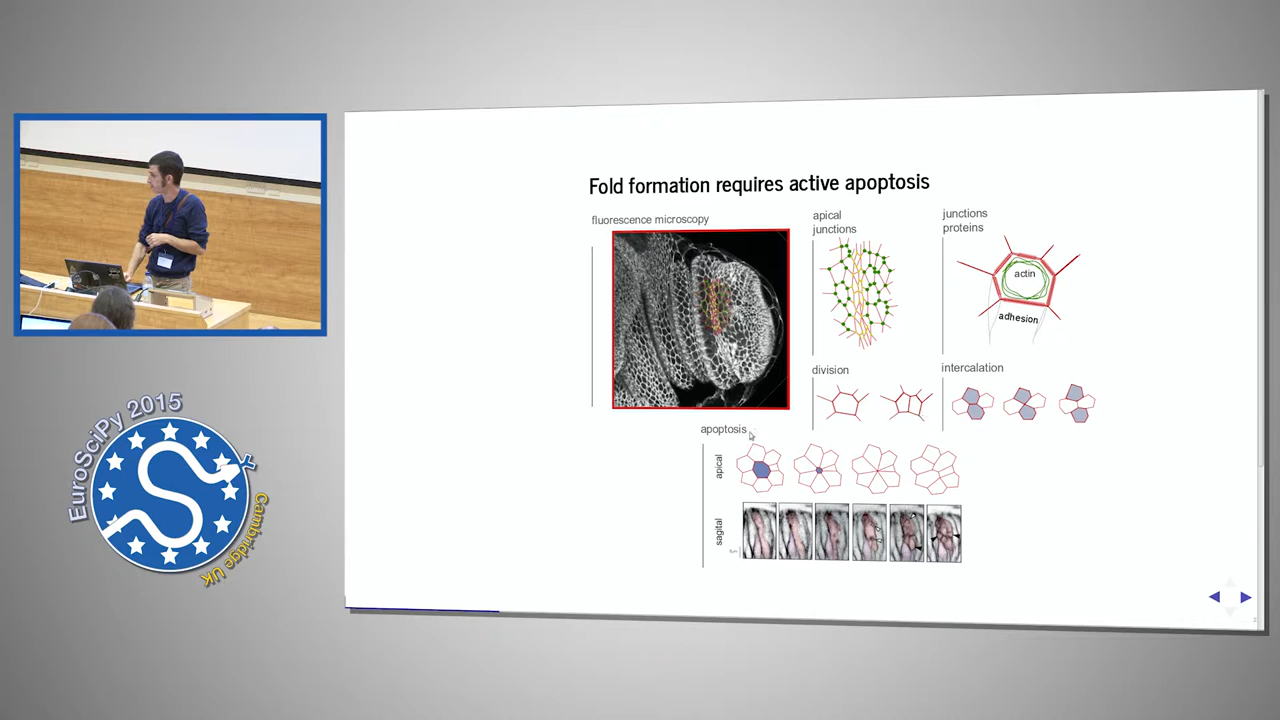 Fold formation requires active apoptosis
fluorescence microscopy
apical
junctions
junctions
proteins
actin
adhesion
division
intercalation
apoptosis
apical
sagital
EuroSciPy 2015
Cambridge UK